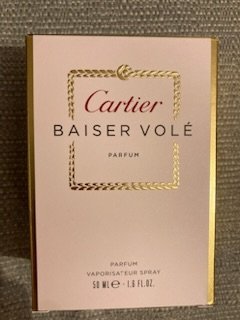 Cartier
BAISER VOLÉ
PARFUM
PARFUM
VAPORISATEUR SPRAY
50 ML ℮ - 1.6 FL.OZ.